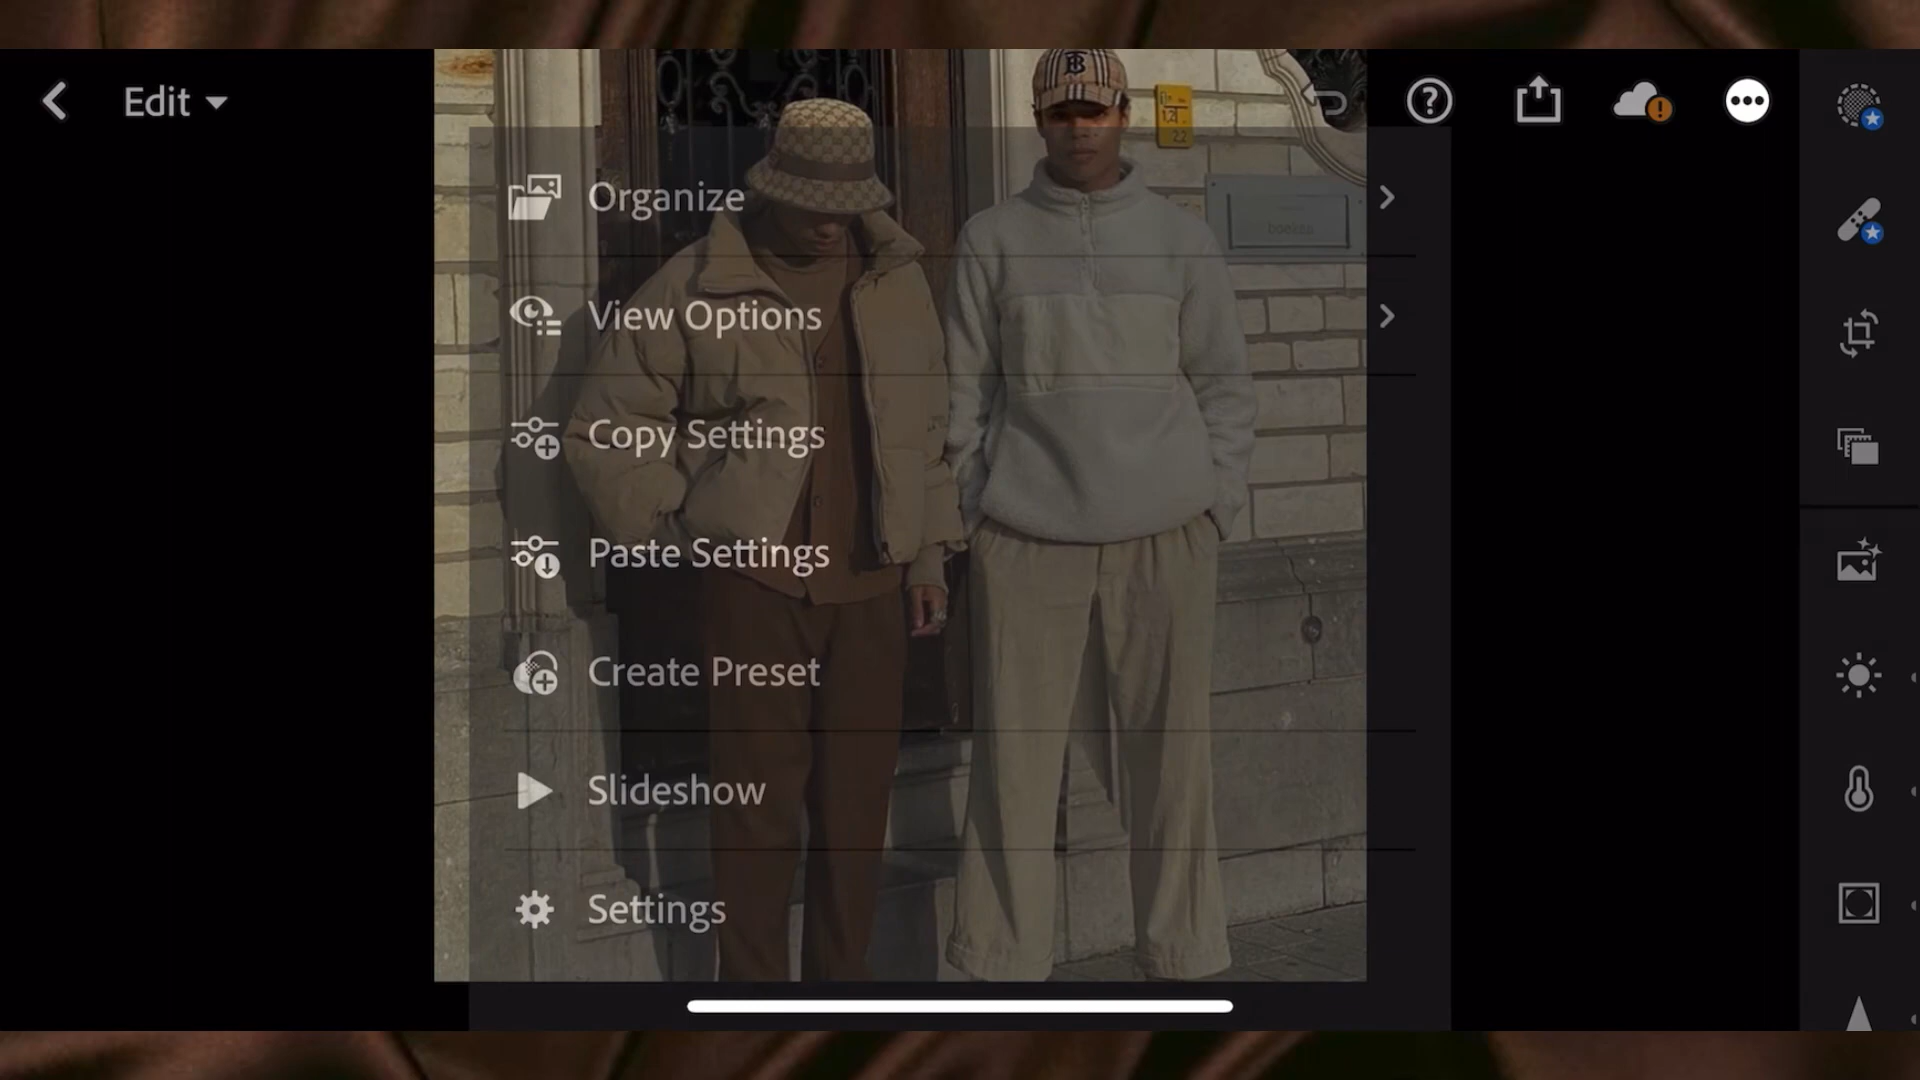 Edit
Organize
View Options
Copy Settings
Paste Settings
Create Preset
Slideshow
Settings